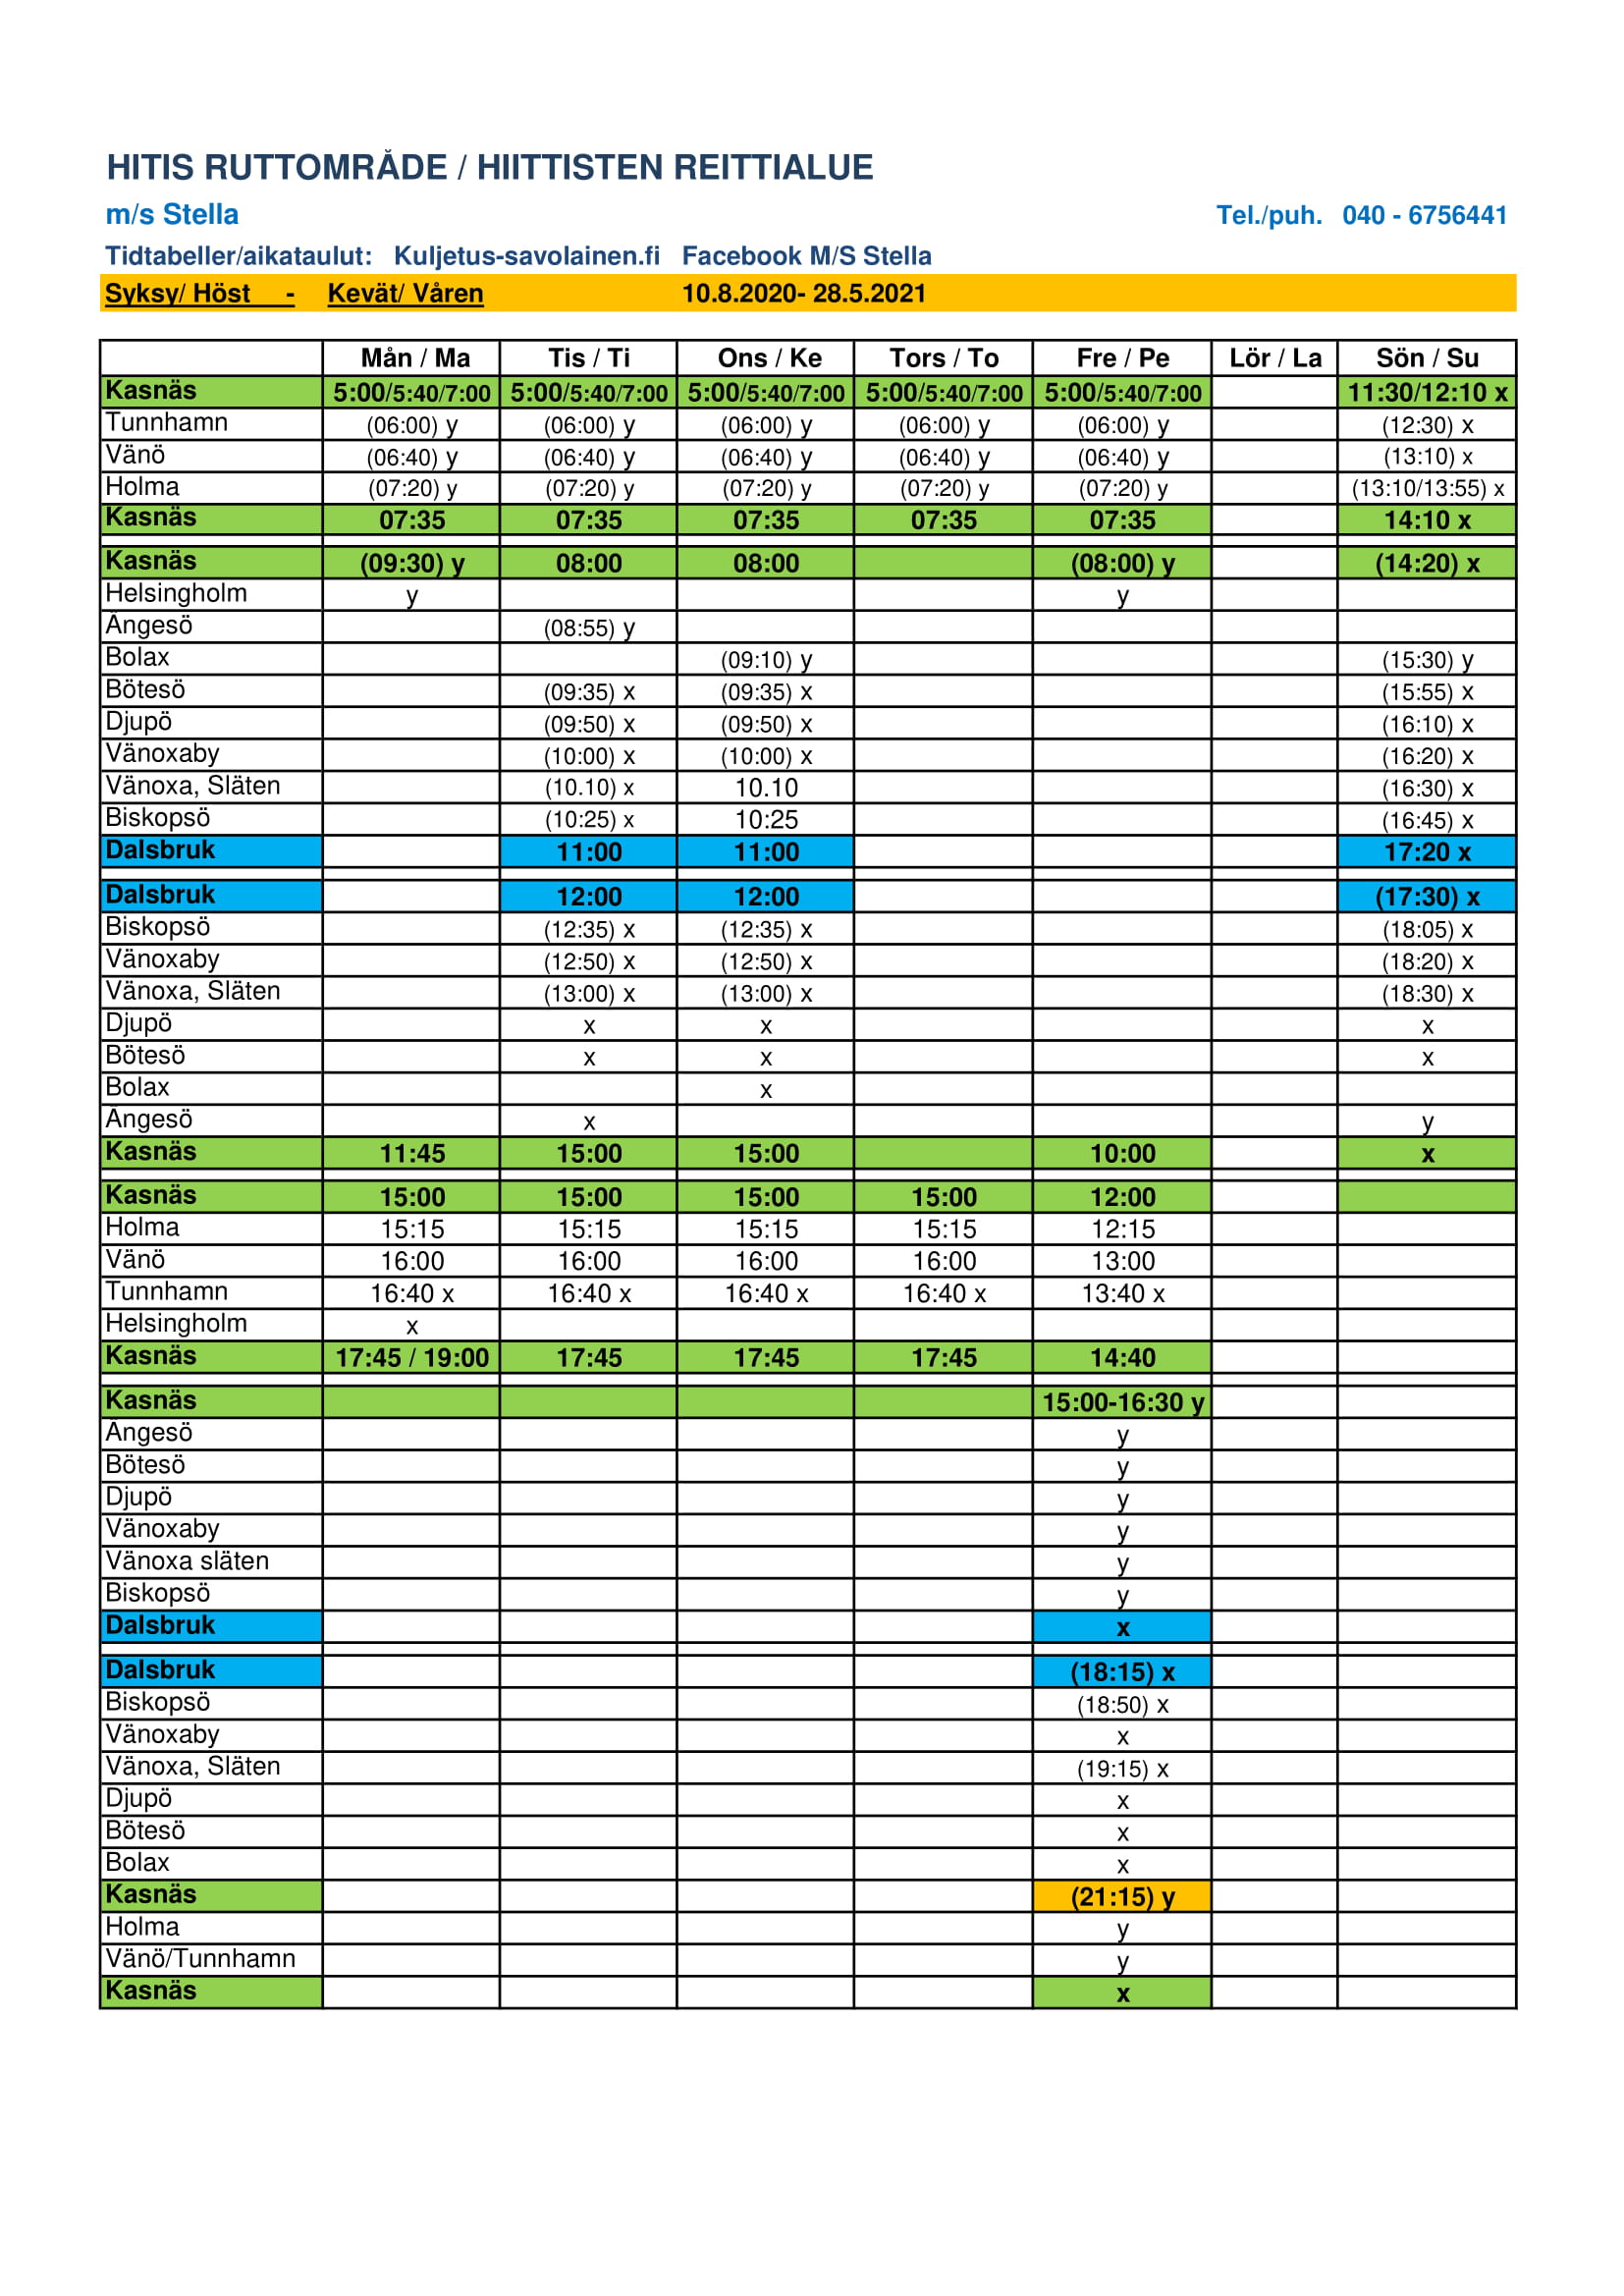 HITIS RUTTOMRÅDE / HIITTISTEN REITTIALUE
m/s Stella Tel./puh. 040 - 6756441
Tidtabeller/aikataulut: Kuljetus-savolainen.fi Facebook M/S Stella
Syksy/ Höst - Kevät/ Våren 10.8.2020- 28.5.2021
Mån / Ma Tis / Ti Ons / Ke Tors / To Fre / Pe Lör / La Sön / Su
Kasnäs 5:00/5:40/7:00 5:00/5:40/7:00 5:00/5:40/7:00 5:00/5:40/7:00 5:00/5:40/7:00 11:30/12:10 x
Tunnhamn (06:00) y (06:00) y (06:00) y (06:00) y (06:00) y (12:30) x
Vänö (06:40) y (06:40) y (06:40) y (06:40) y (06:40) y (13:10) x
Holma (07:20) y (07:20) y (07:20) y (07:20) y (07:20) y (13:10/13:55) x
Kasnäs 07:35 07:35 07:35 07:35 07:35 14:10 x
Kasnäs (09:30) y 08:00 08:00 (08:00) y (14:20) x
Helsingholm y y
Ängesö (08:55) y
Bolax (09:10) y (15:30) y
Bötesö (09:35) x (09:35) x (15:55) x
Djupö (09:50) x (09:50) x (16:10) x
Vänoxaby (10:00) x (10:00) x (16:20) x
Vänoxa, Släten (10.10) x 10.10 (16:30) x
Biskopsö (10:25) x 10:25 (16:45) x
Dalsbruk 11:00 11:00 17:20 x
Dalsbruk 12:00 12:00 (17:30) x
Biskopsö (12:35) x (12:35) x (18:05) x
Vänoxaby (12:50) x (12:50) x (18:20) x
Vänoxa, Släten (13:00) x (13:00) x (18:30) x
Djupö x x x
Bötesö x x x
Bolax x
Ängesö x y
Kasnäs 11:45 15:00 15:00 10:00 x
Kasnäs 15:00 15:00 15:00 15:00 12:00
Holma 15:15 15:15 15:15 15:15 12:15
Vänö 16:00 16:00 16:00 16:00 13:00
Tunnhamn 16:40 x 16:40 x 16:40 x 16:40 x 13:40 x
Helsingholm x
Kasnäs 17:45 / 19:00 17:45 17:45 17:45 14:40
Kasnäs 15:00-16:30 y
Ängesö y
Bötesö y
Djupö y
Vänoxaby y
Vänoxa släten y
Biskopsö y
Dalsbruk x
Dalsbruk (18:15) x
Biskopsö (18:50) x
Vänoxaby x
Vänoxa, Släten (19:15) x
Djupö x
Bötesö x
Bolax x
Kasnäs (21:15) y
Holma y
Vänö/Tunnhamn y
Kasnäs x